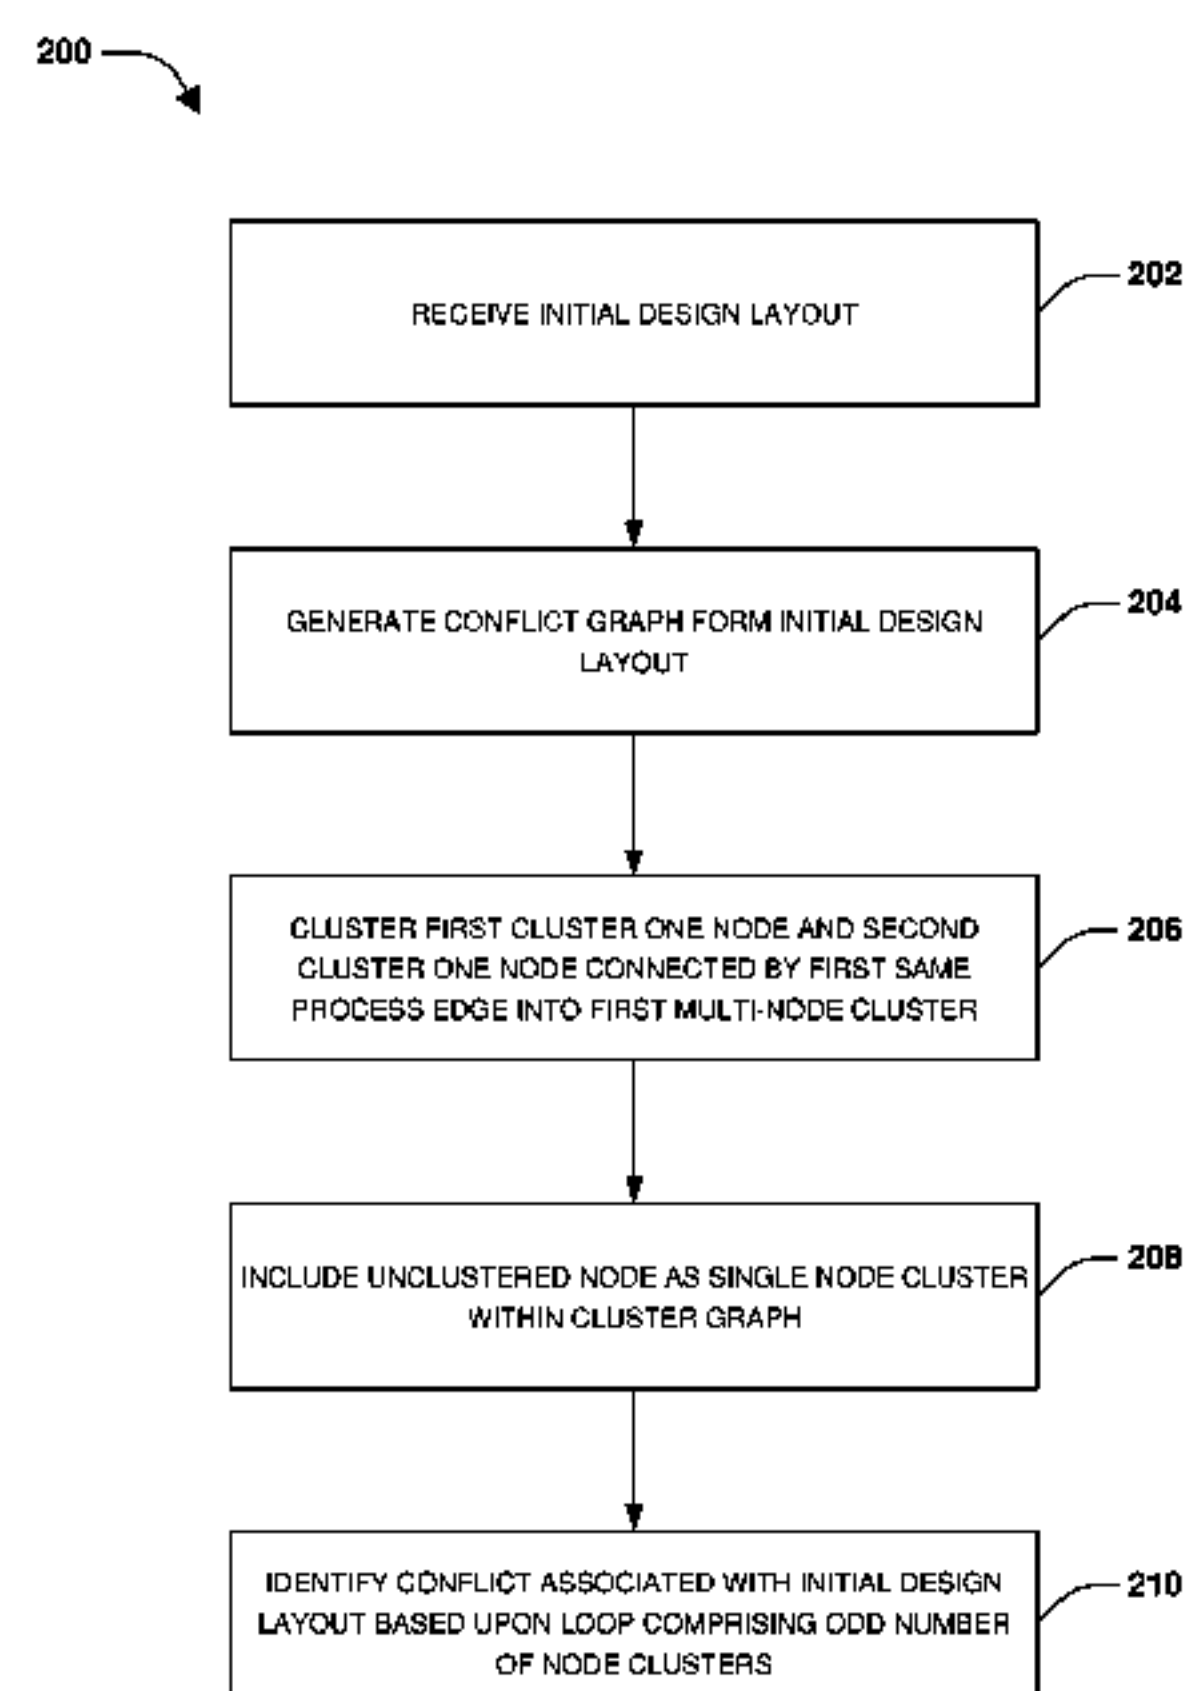 200
RECEIVE INITIAL DESIGN LAYOUT
202
GENERATE CONFLICT GRAPH FORM INITIAL DESIGN
LAYOUT
204
CLUSTER FIRST CLUSTER ONE NODE AND SECOND
CLUSTER ONE NODE CONNECTED BY FIRST SAME
PROCESS EDGE INTO FIRST MULTI-NODE CLUSTER
206
INCLUDE UNCLUSTERED NODE AS SINGLE NODE CLUSTER
WITHIN CLUSTER GRAPH
208
IDENTIFY CONFLICT ASSOCIATED WITH INITIAL DESIGN
LAYOUT BASED UPON LOOP COMPRISING ODD NUMBER
OF NODE CLUSTERS
210